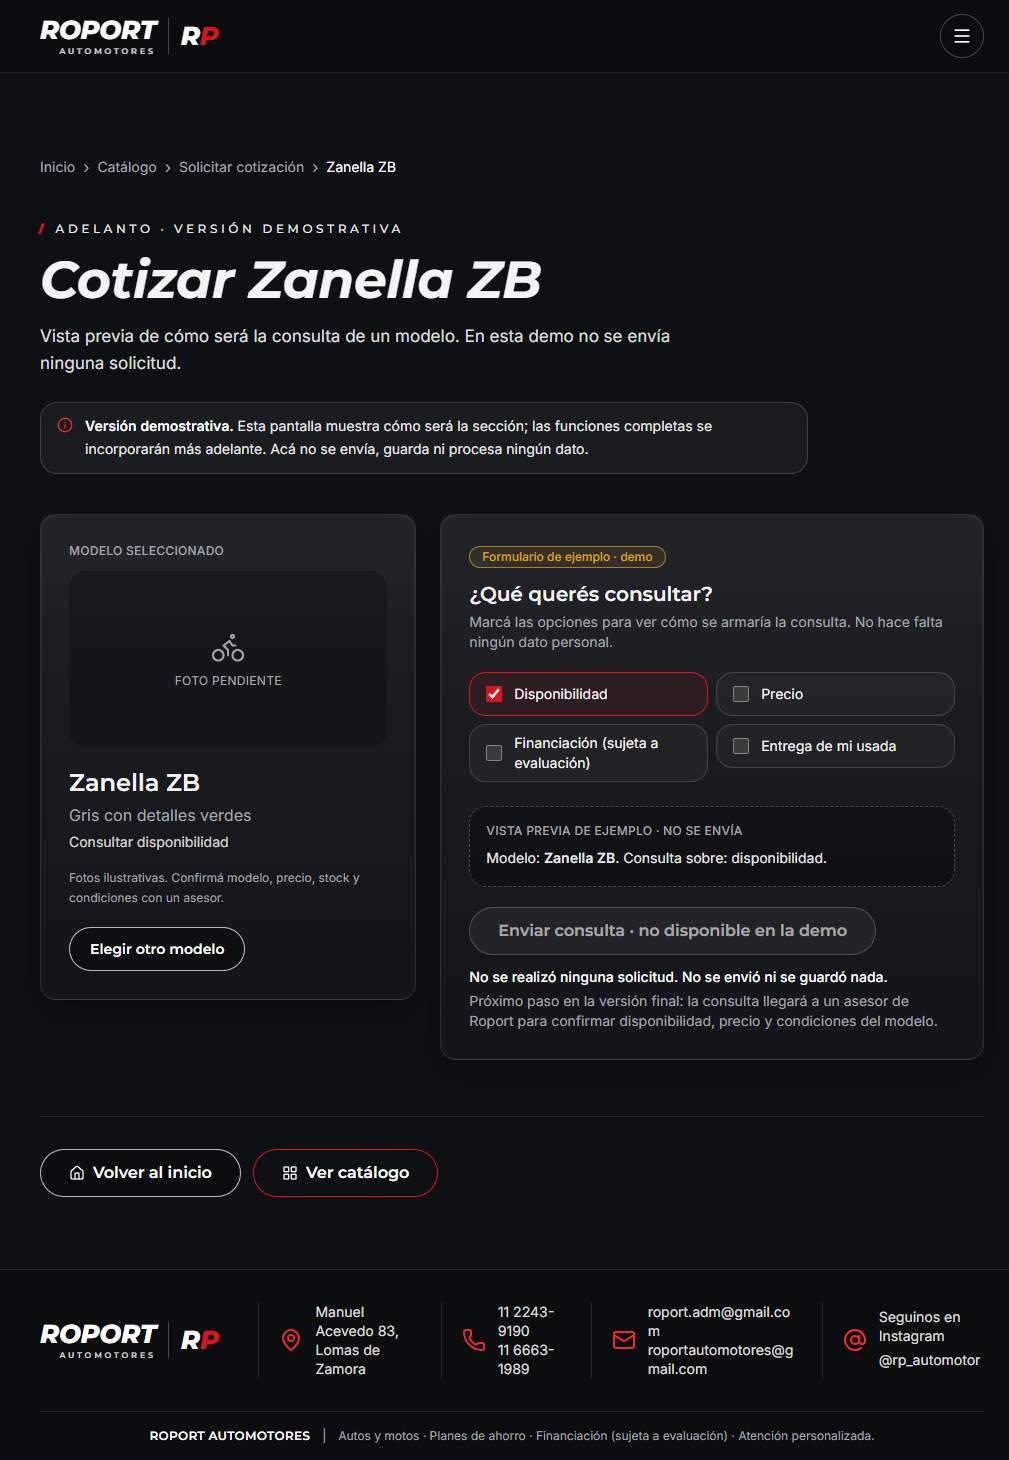 ROPORT
AUTOMOTORES
RP
Inicio › Catálogo › Solicitar cotización › Zanella ZB
ADELANTO · VERSIÓN DEMOSTRATIVA
Cotizar Zanella ZB
Vista previa de cómo será la consulta de un modelo. En esta demo no se envía
ninguna solicitud.
Versión demostrativa. Esta pantalla muestra cómo será la sección; las funciones completas se
incorporarán más adelante. Acá no se envía, guarda ni procesa ningún dato.
MODELO SELECCIONADO
FOTO PENDIENTE
Zanella ZB
Gris con detalles verdes
Consultar disponibilidad
Fotos ilustrativas. Confirmá modelo, precio, stock y
condiciones con un asesor.
Elegir otro modelo
Formulario de ejemplo · demo
¿Qué querés consultar?
Marcá las opciones para ver cómo se armaría la consulta. No hace falta
ningún dato personal.
Disponibilidad
Precio
Financiación (sujeta a
evaluación)
Entrega de mi usada
VISTA PREVIA DE EJEMPLO · NO SE ENVÍA
Modelo: Zanella ZB. Consulta sobre: disponibilidad.
Enviar consulta · no disponible en la demo
No se realizó ninguna solicitud. No se envió ni se guardó nada.
Próximo paso en la versión final: la consulta llegará a un asesor de
Roport para confirmar disponibilidad, precio y condiciones del modelo.
Volver al inicio
Ver catálogo
ROPORT
AUTOMOTORES
RP
Manuel
Acevedo 83,
Lomas de
Zamora
11 2243-
9190
11 6663-
1989
roport.adm@gmail.co
m
roportautomotores@g
mail.com
Seguinos en
Instagram
@rp_automotor
ROPORT AUTOMOTORES | Autos y motos · Planes de ahorro · Financiación (sujeta a evaluación) · Atención personalizada.